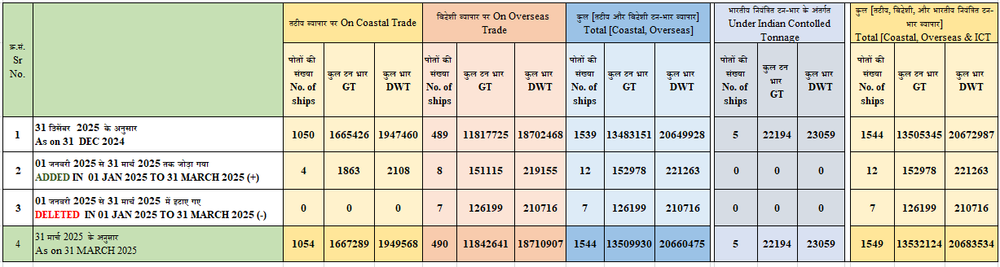 क्र.सं.
Sr
No.
तटीय व्यापार पर On Coastal Trade
बिदेशी व्यापार पर On Overseas
Trade
कुल [तटीय और बिदेशी टन-भार ब्यापार]
Total [Coastal, Overseas]
भारतीय नियंत्रित टन-भार के अंतर्गत
Under Indian Contolled
Tonnage
कुल [तटीय, बिदेशी, और भारतीय नियंत्रित टन-
भार ब्यापार]
Total [Coastal, Overseas & ICT
पोतों की
संख्या
No. of
ships
कुल टन भार
GT
कुल भार
DWT
पोतों की
संख्या
No. of
ships
कुल टन भार
GT
कुल भार
DWT
पोतों की
संख्या
No. of
ships
कुल टन भार
GT
कुल भार
DWT
पोतों की
संख्या
No. of
ships
कुल टन
भार
GT
कुल भार
DWT
पोतों की
संख्या
No. of
ships
कुल टन भार
GT
कुल भार
DWT
1
31 डिसेंबर 2025 के अनुसार
As on 31 DEC 2024
1050 1665426 1947460 489 11817725 18702468 1539 13483151 20649928 5 22194 23059 1544 13505345 20672987
2
01 जनवरी 2025 से 31 मार्च 2025 तक जोड़ा गया
ADDED IN 01 JAN 2025 TO 31 MARCH 2025 (+)
4 1863 2108 8 151115 219155 12 152978 221263 0 0 0 12 152978 221263
3
01 जनवरी 2025 से 31 मार्च 2025 में हटाए गए
DELETED IN 01 JAN 2025 TO 31 MARCH 2025 (-)
0 0 0 7 126199 210716 7 126199 210716 0 0 0 7 126199 210716
4
31 मार्च 2025 के अनुसार
As on 31 MARCH 2025
1054 1667289 1949568 490 11842641 18710907 1544 13509930 20660475 5 22194 23059 1549 13532124 20683534